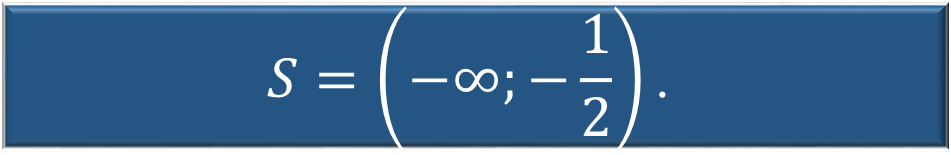 S = (−∞; −1/2).